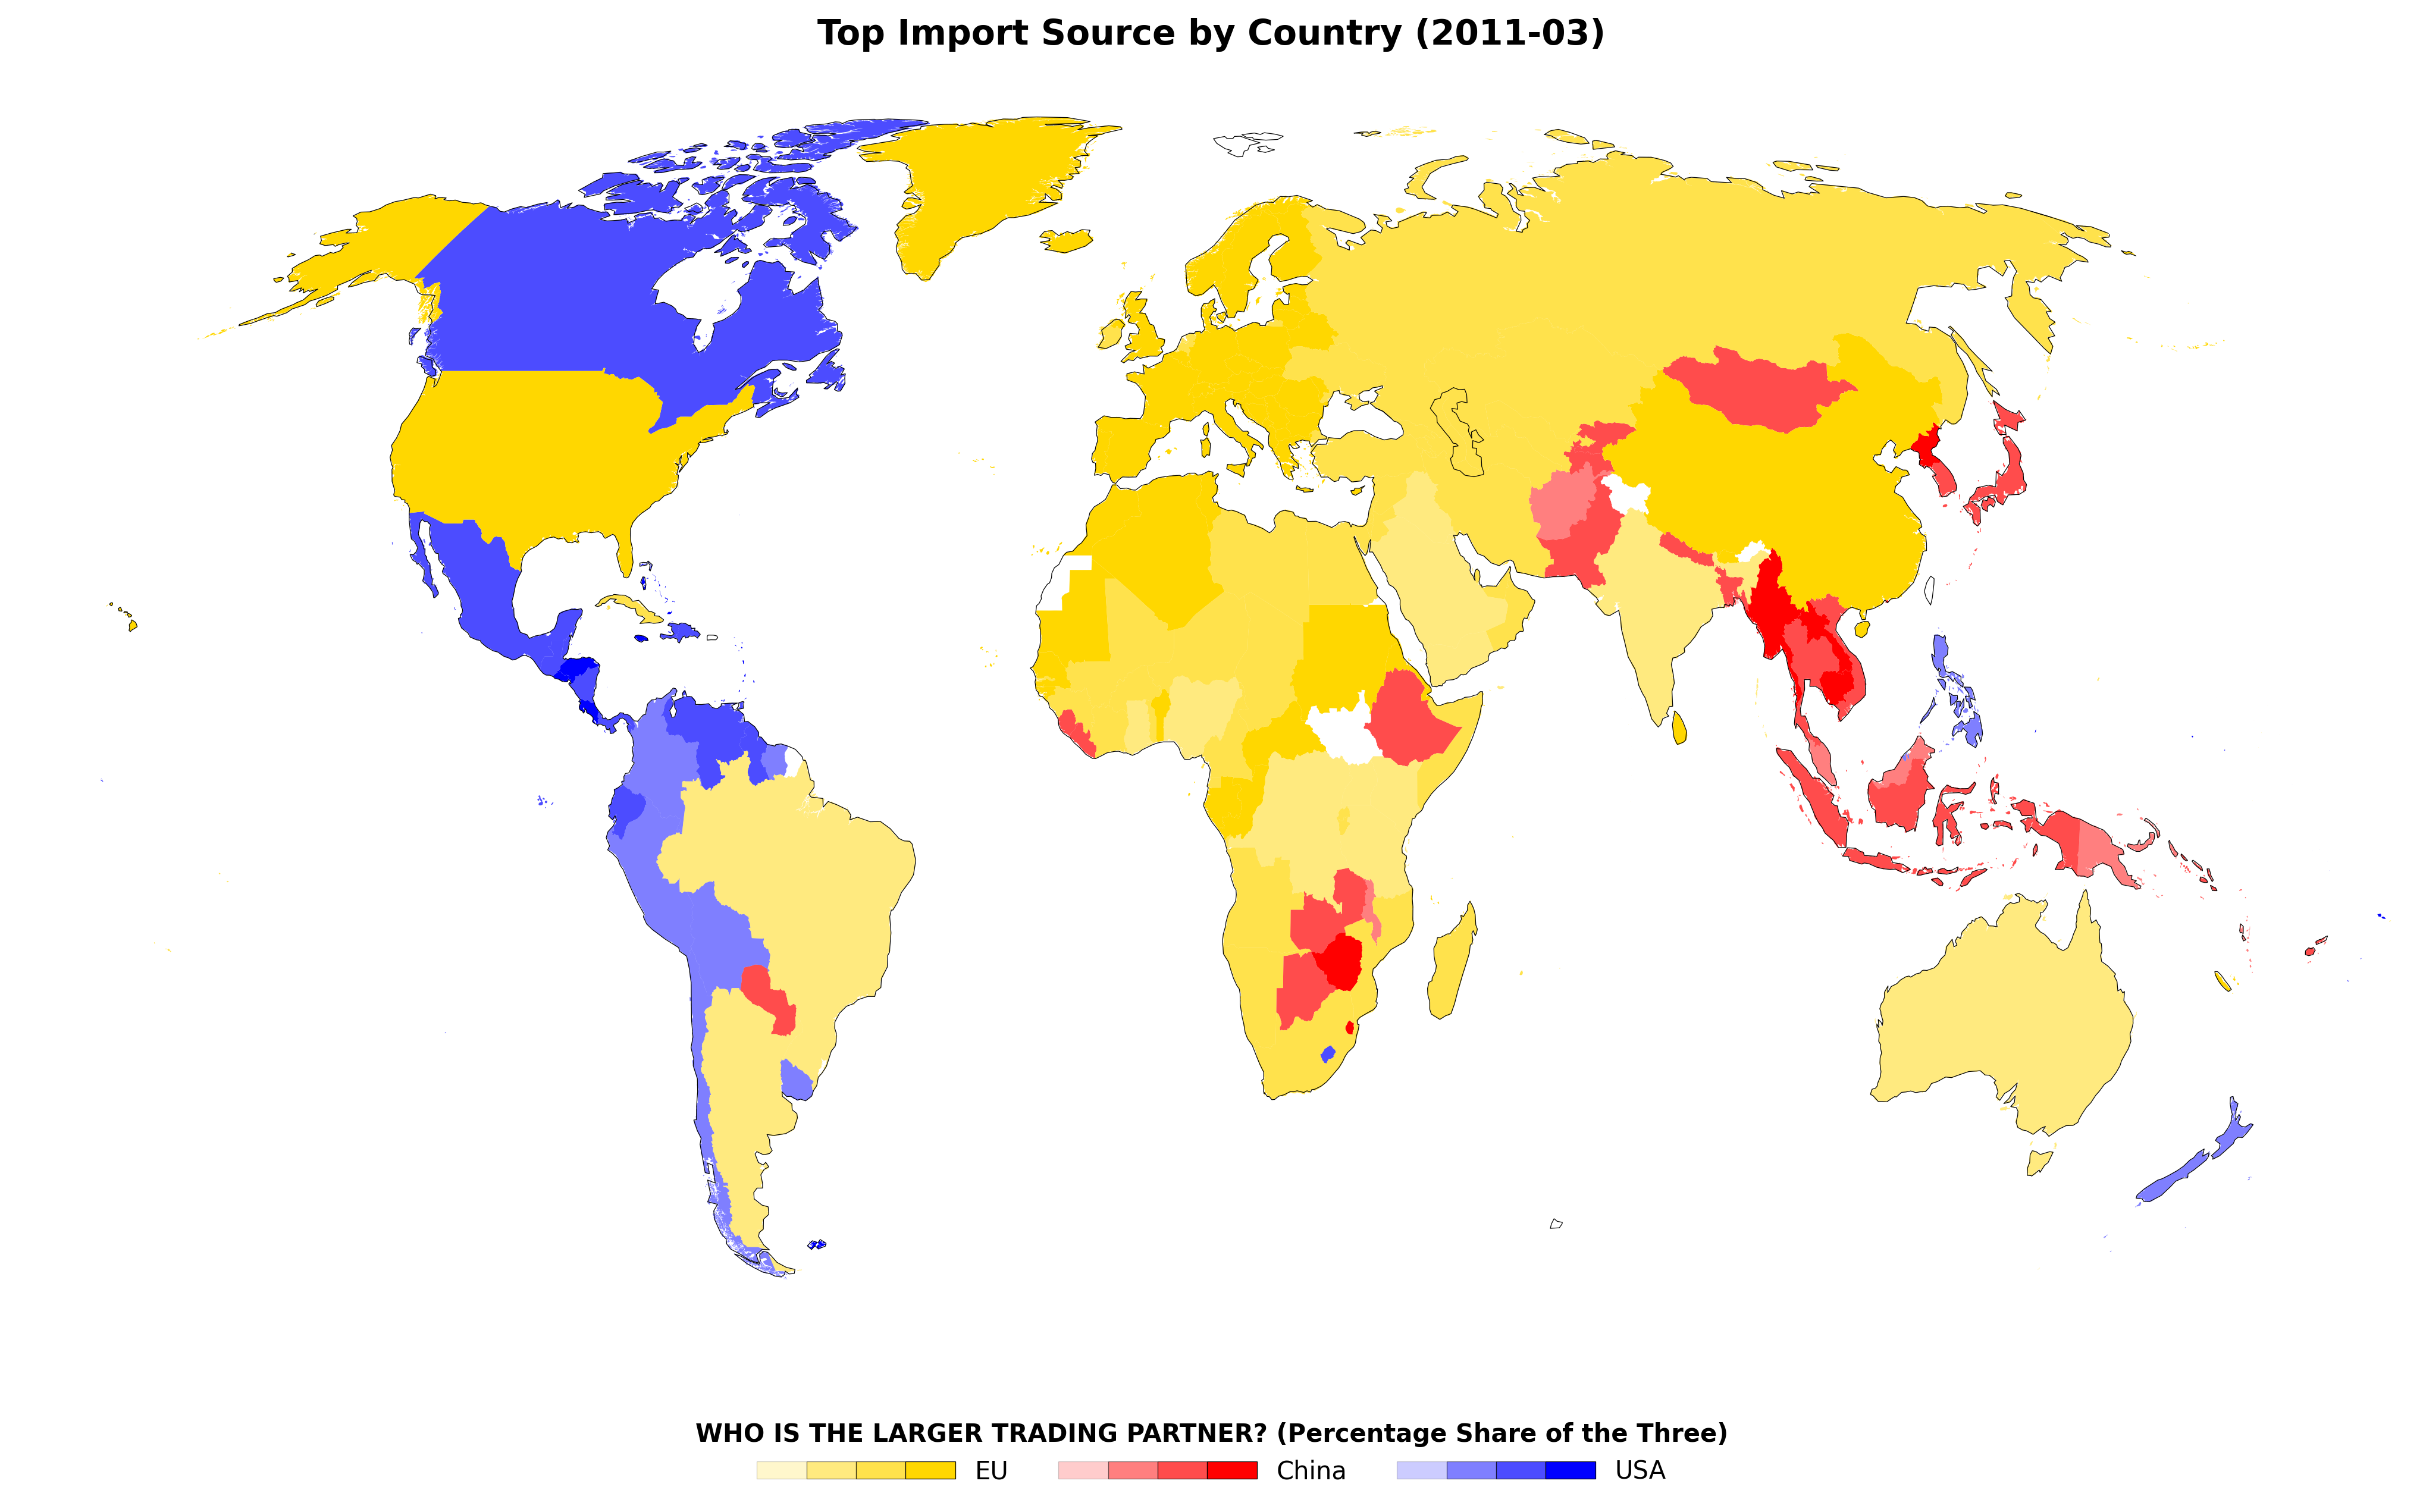 Top Import Source by Country (2011-03)
WHO IS THE LARGER TRADING PARTNER? (Percentage Share of the Three)
EU China USA